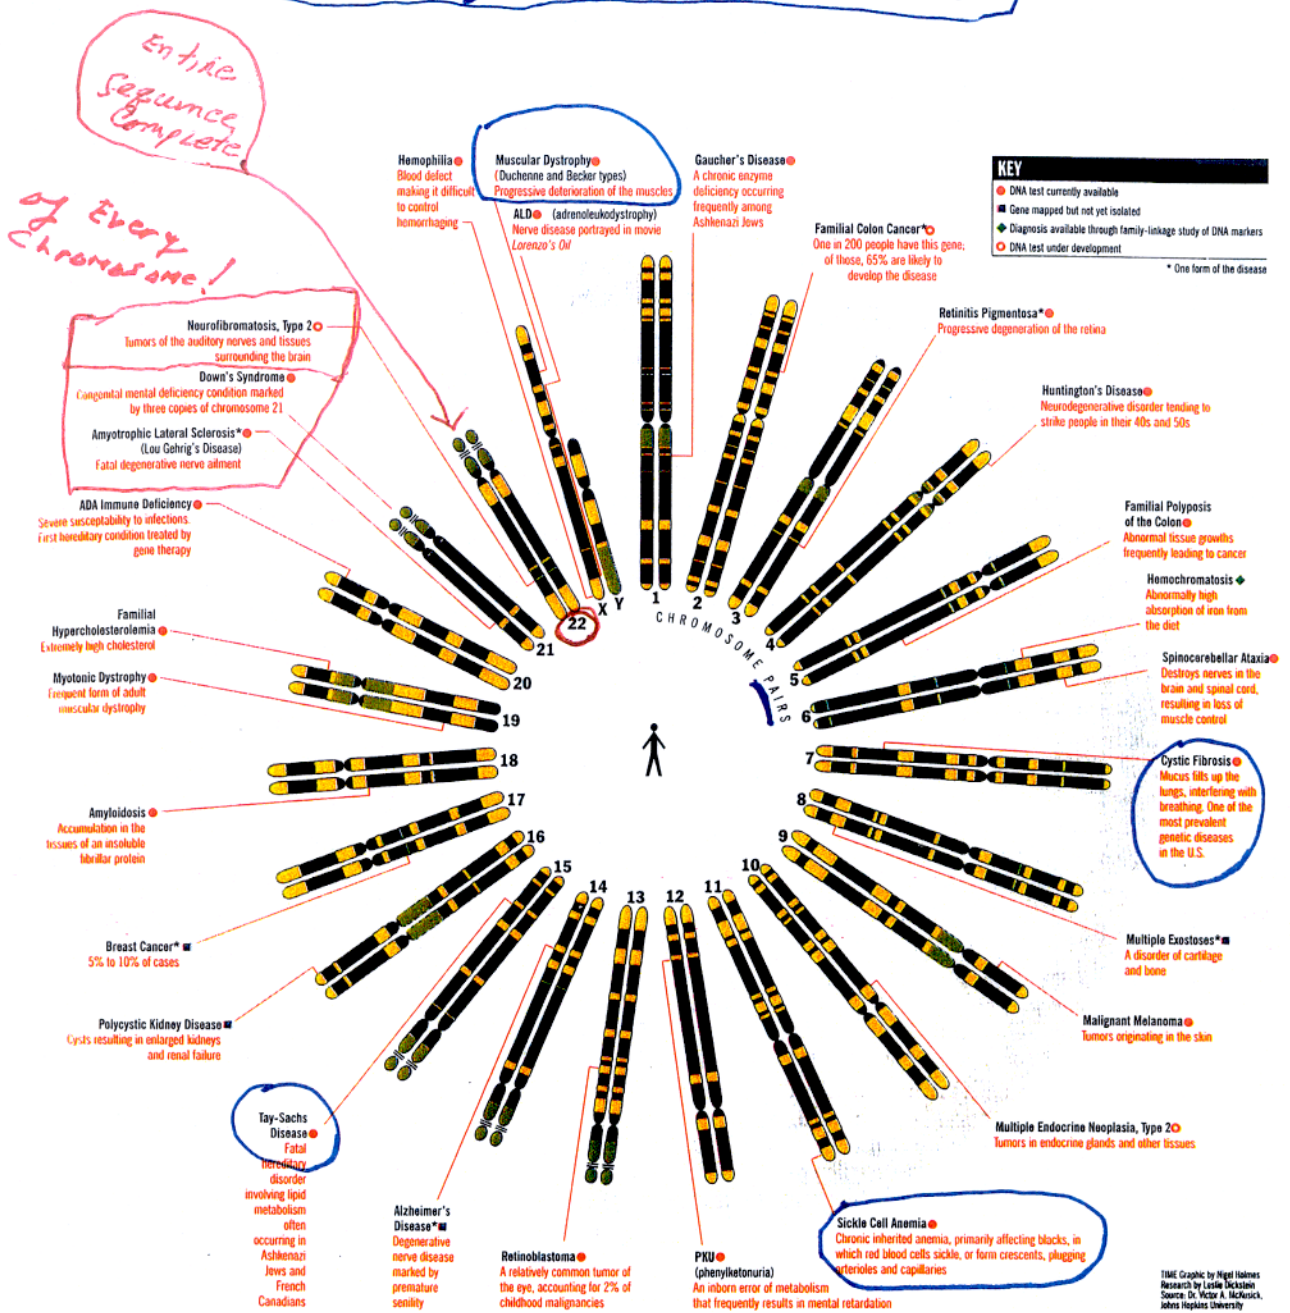 Entire
Sequence
Complete
of Every
Chromosome!
Hemophilia
Blood defect
making it difficult
to control
hemorrhaging
Muscular Dystrophy
(Duchenne and Becker types)
Progressive deterioration of the muscles
ALD (adrenoleukodystrophy)
Nerve disease portrayed in movie
Lorenzo's Oil
Gaucher's Disease
A chronic enzyme
deficiency occurring
frequently among
Ashkenazi Jews
Familial Colon Cancer*
One in 200 people have this gene;
of those, 65% are likely to
develop the disease
KEY
DNA test currently available
Gene mapped but not yet isolated
Diagnosis available through family-linkage study of DNA markers
DNA test under development
* One form of the disease
Retinitis Pigmentosa*
Progressive degeneration of the retina
Huntington's Disease
Neurodegenerative disorder tending to
strike people in their 40s and 50s
Familial Polyposis
of the Colon
Abnormal tissue growths
frequently leading to cancer
Hemochromatosis
Abnormally high
absorption of iron from
the diet
Spinocerebellar Ataxia
Destroys nerves in the
brain and spinal cord,
resulting in loss of
muscle control
Cystic Fibrosis
Mucus fills up the
lungs, interfering with
breathing. One of the
most prevalent
genetic diseases
in the U.S.
Multiple Exostoses*
A disorder of cartilage
and bone
Malignant Melanoma
Tumors originating in the skin
Multiple Endocrine Neoplasia, Type 2
Tumors in endocrine glands and other tissues
Sickle Cell Anemia
Chronic inherited anemia, primarily affecting blacks, in
which red blood cells sickle, or form crescents, plugging
arterioles and capillaries
PKU
(phenylketonuria)
An inborn error of metabolism
that frequently results in mental retardation
Retinoblastoma
A relatively common tumor of
the eye, accounting for 2% of
childhood malignancies
Alzheimer's
Disease*
Degenerative
nerve disease
marked by
premature
senility
Tay-Sachs
Disease
Fatal
hereditary
disorder
involving lipid
metabolism
often
occurring in
Ashkenazi
Jews and
French
Canadians
Polycystic Kidney Disease
Cysts resulting in enlarged kidneys
and renal failure
Breast Cancer*
5% to 10% of cases
Amyloidosis
Accumulation in the
tissues of an insoluble
fibrillar protein
Myotonic Dystrophy
Frequent form of adult
muscular dystrophy
Familial
Hypercholesterolemia
Extremely high cholesterol
ADA Immune Deficiency
Severe susceptability to infections.
First hereditary condition treated by
gene therapy
Amyotrophic Lateral Sclerosis*
(Lou Gehrig's Disease)
Fatal degenerative nerve ailment
Down's Syndrome
Congenital mental deficiency condition marked
by three copies of chromosome 21
Neurofibromatosis, Type 2
Tumors of the auditory nerves and tissues
surrounding the brain
CHROMOSOME PAIRS
1
2
3
4
5
6
7
8
9
10
11
12
13
14
15
16
17
18
19
20
21
22
X Y
TIME Graphic by Nigel Holmes
Research by Leslie Dickstein
Source: Dr. Victor A. McKusick,
Johns Hopkins University